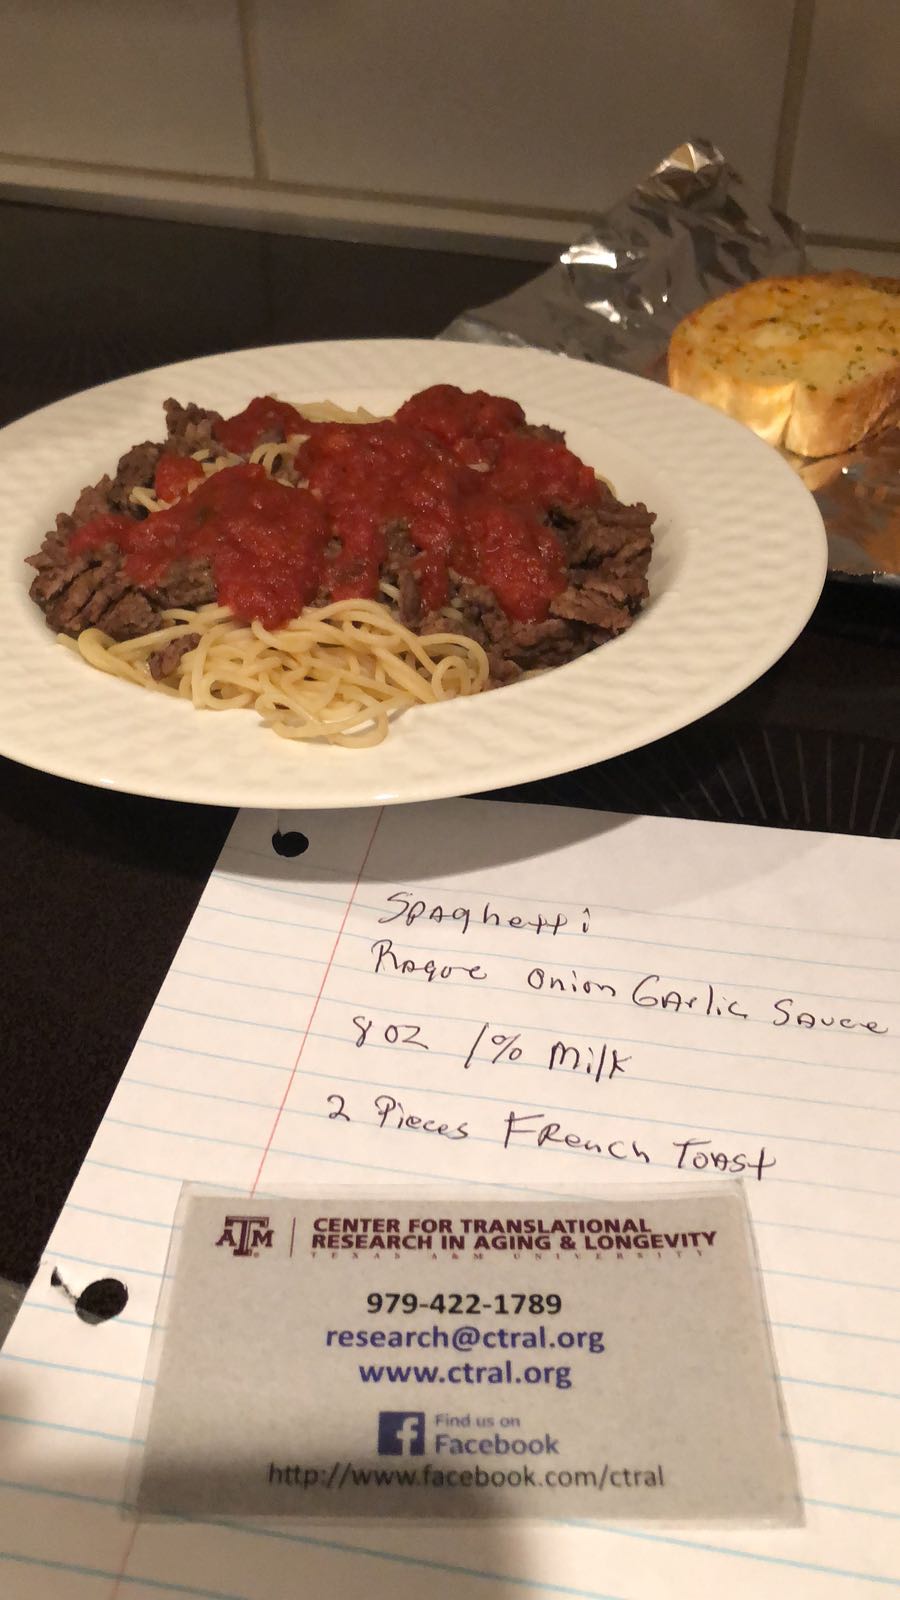 Spaghetti
Rague Onion Garlic Sauce
8 oz 1% Milk
2 Pieces French Toast
ATM
CENTER FOR TRANSLATIONAL
RESEARCH IN AGING & LONGEVITY
TEXAS A&M UNIVERSITY
979-422-1789
research@ctral.org
www.ctral.org
f
Find us on
Facebook
http://www.facebook.com/ctral